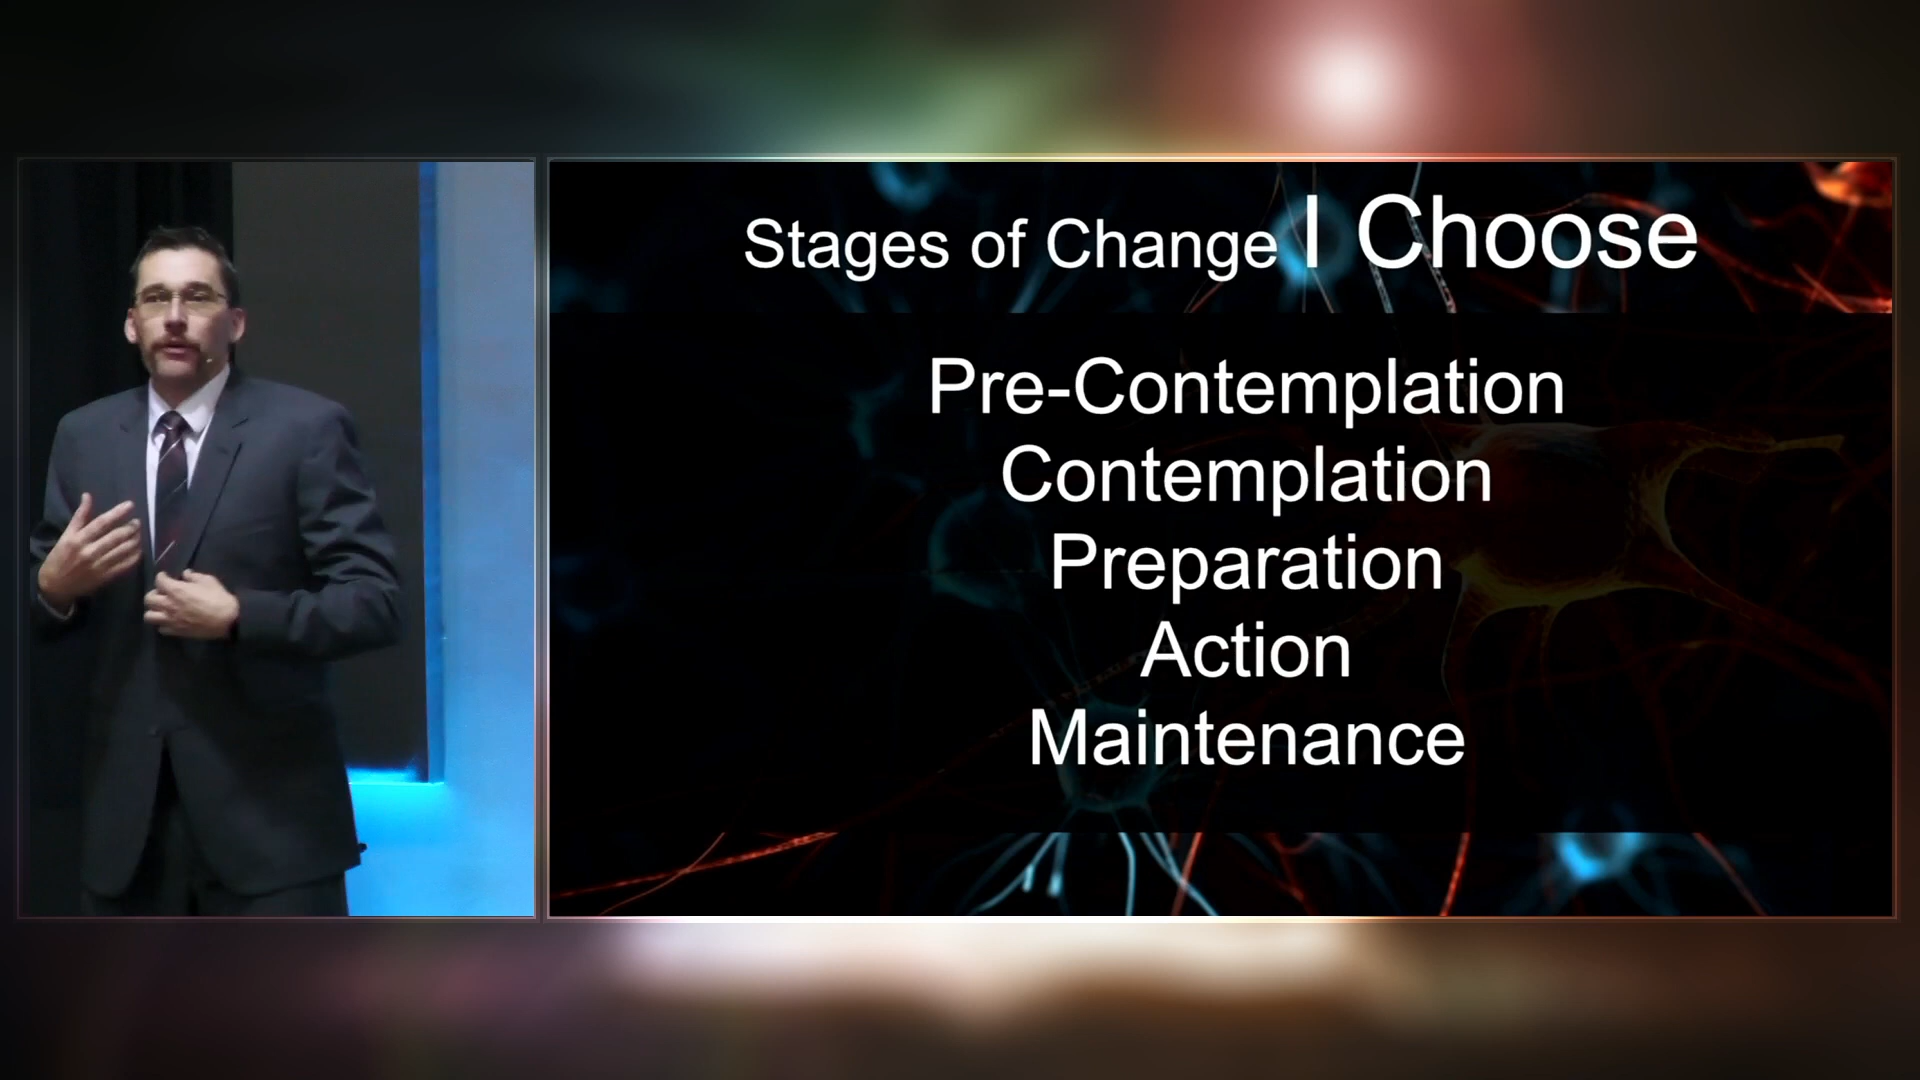 Stages of Change I Choose
Pre-Contemplation
Contemplation
Preparation
Action
Maintenance